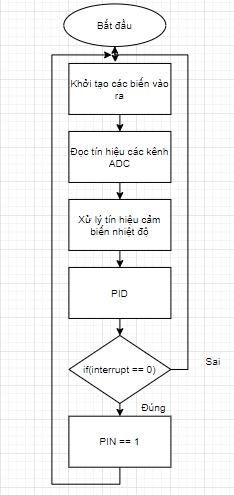 Bắt đầu
Khởi tạo các biến vào
ra
Đọc tín hiệu các kênh
ADC
Xử lý tín hiệu cảm
biến nhiệt độ
PID
if(interrupt == 0)
Sai
Đúng
PIN == 1